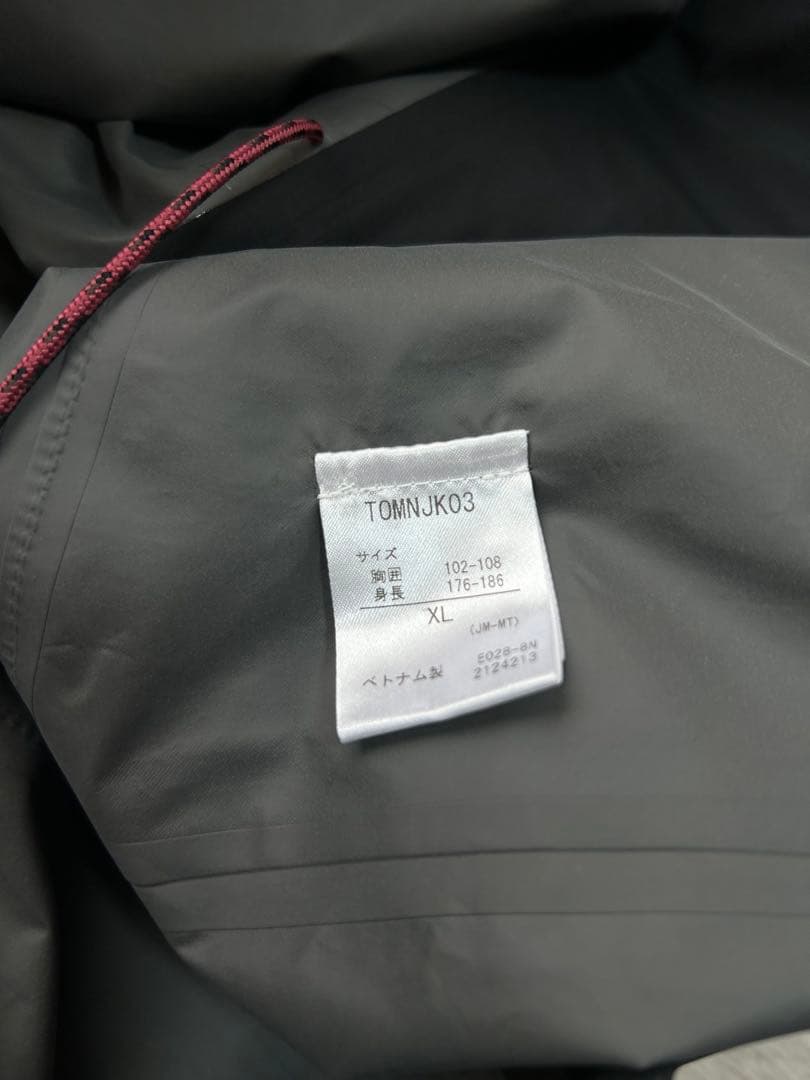 TOMNJK03
サイズ
胸囲 102-108
身長 176-186
XL
(JM-MT)
E028-8N
ベトナム製 2124213